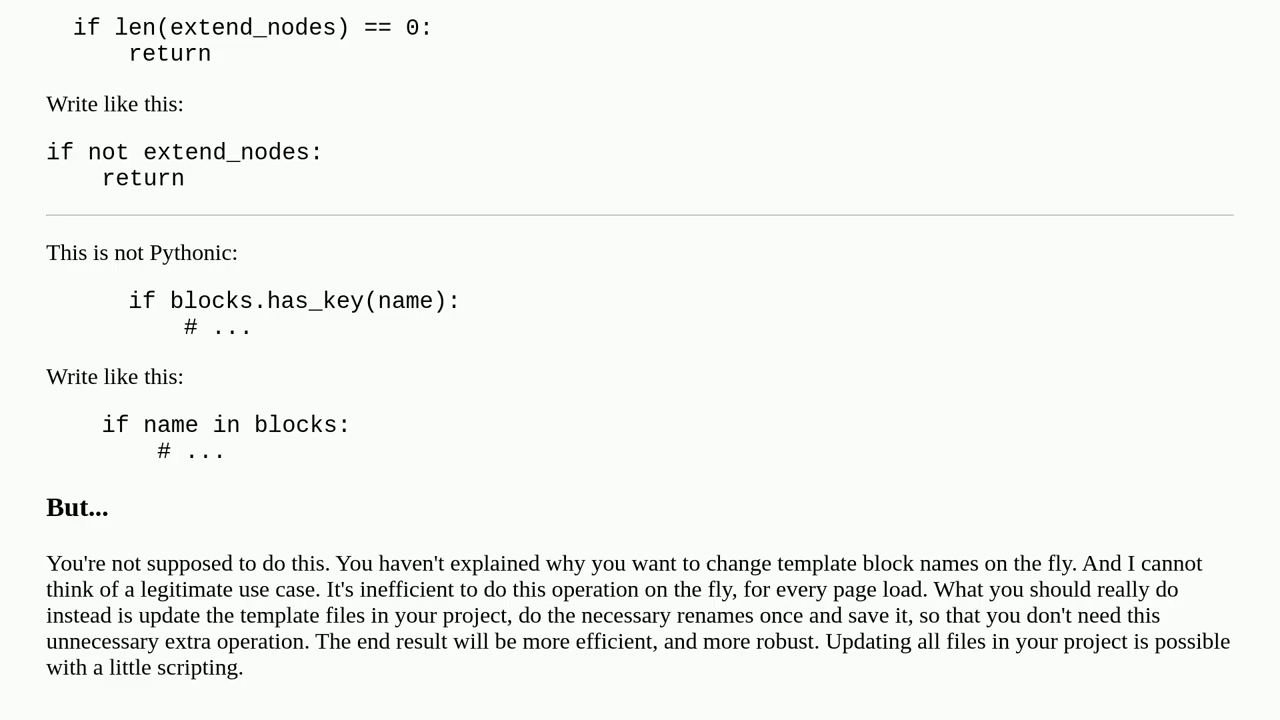 if len(extend_nodes) == 0:
return
Write like this:
if not extend_nodes:
return
This is not Pythonic:
if blocks.has_key(name):
# ...
Write like this:
if name in blocks:
# ...
But...
You're not supposed to do this. You haven't explained why you want to change template block names on the fly. And I cannot
think of a legitimate use case. It's inefficient to do this operation on the fly, for every page load. What you should really do
instead is update the template files in your project, do the necessary renames once and save it, so that you don't need this
unnecessary extra operation. The end result will be more efficient, and more robust. Updating all files in your project is possible
with a little scripting.